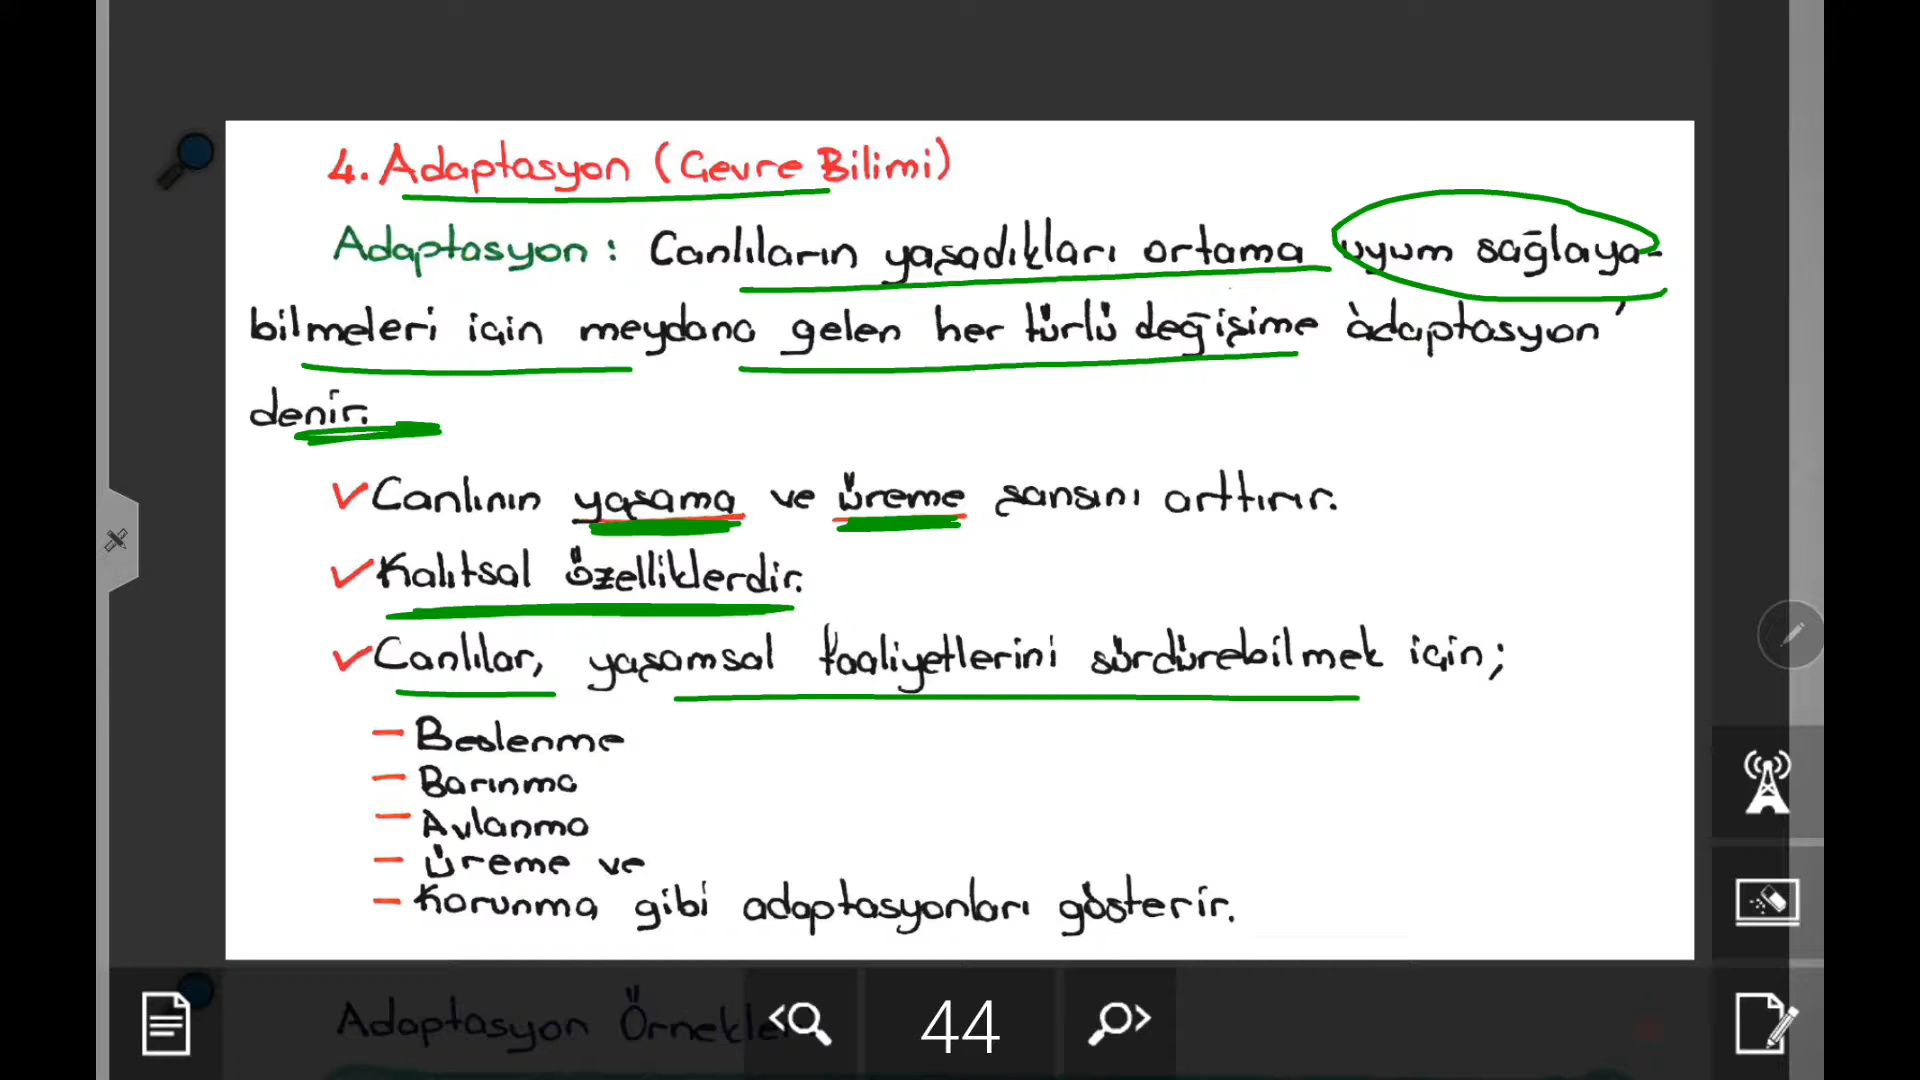 4. Adaptasyon (Çevre Bilimi)
Adaptasyon : Canlıların yaşadıkları ortama uyum sağlaya-
bilmeleri için meydana gelen her türlü değişime 'adaptasyon'
denir.
✓Canlının yaşama ve üreme şansını arttırır.
✓Kalıtsal özelliklerdir.
✓Canlılar, yaşamsal faaliyetlerini sürdürebilmek için;
- Beslenme
- Barınma
- Avlanma
- Üreme ve
- Korunma gibi adaptasyonları gösterir.
Adaptasyon Örnekle
44